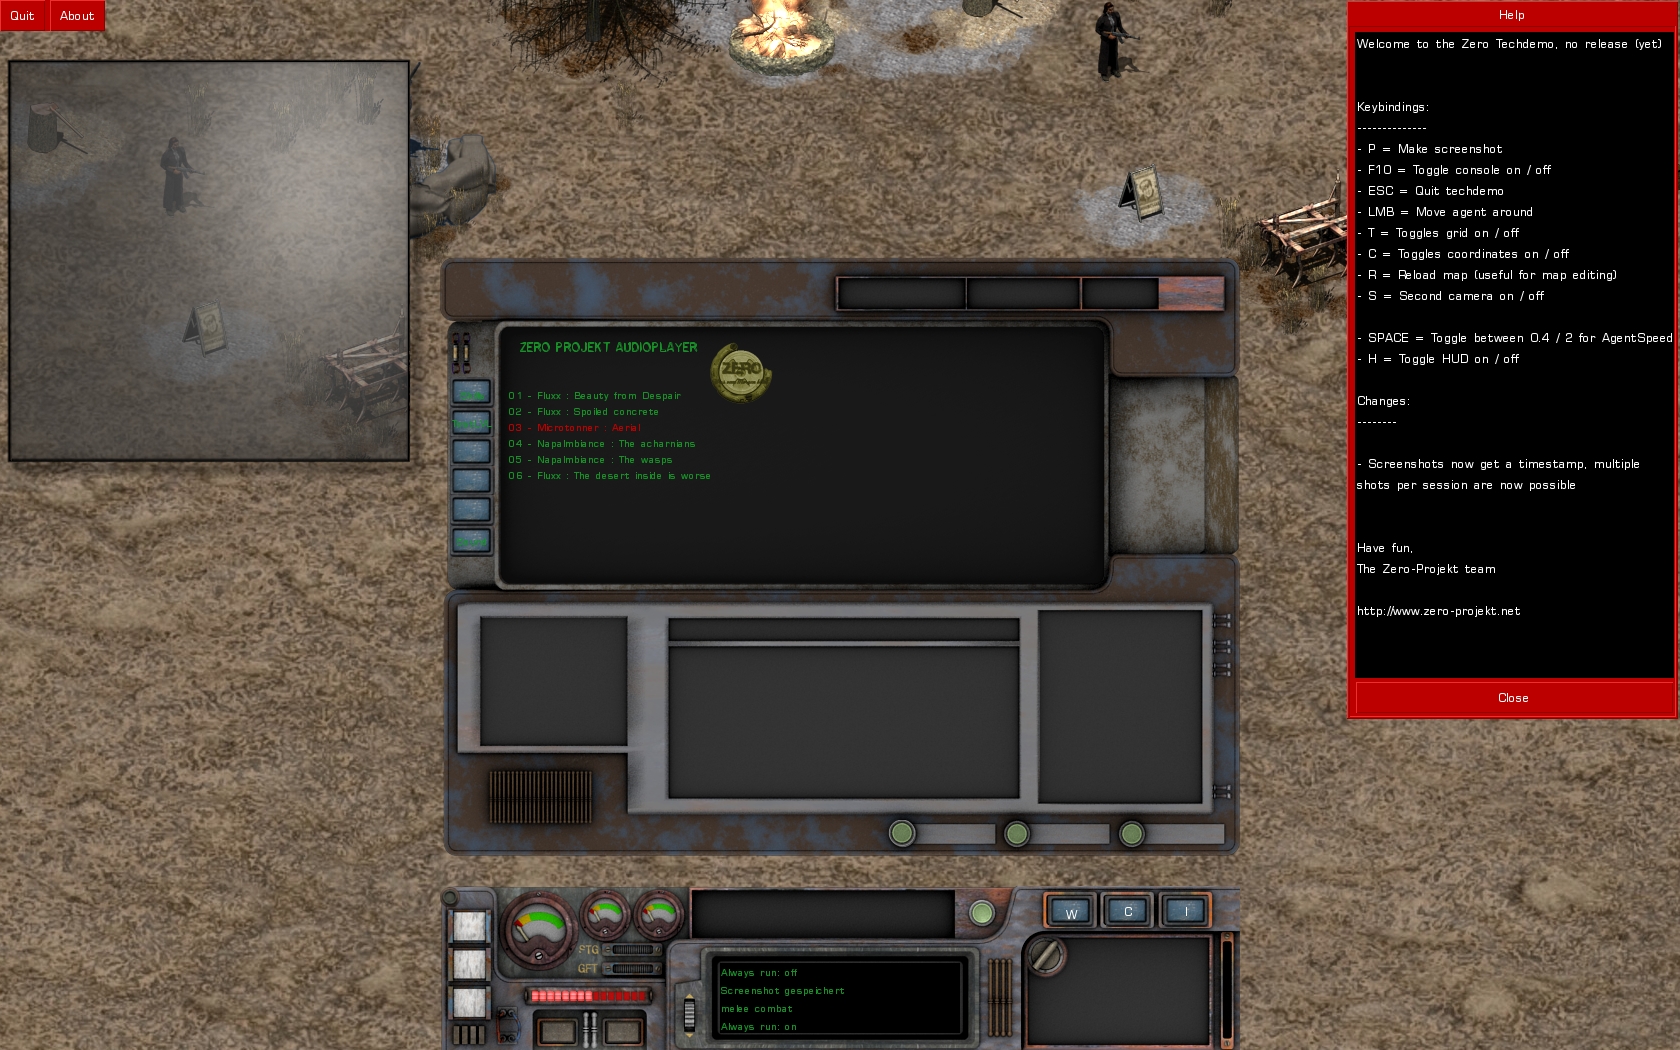 Quit
About
Help
Welcome to the Zero Techdemo, no release (yet)
Keybindings:
--------------
- P = Make screenshot
- F10 = Toggle console on / off
- ESC = Quit techdemo
- LMB = Move agent around
- T = Toggles grid on / off
- C = Toggles coordinates on / off
- R = Reload map (useful for map editing)
- S = Second camera on / off
- SPACE = Toggle between 0.4 / 2 for AgentSpeed
- H = Toggle HUD on / off
Changes:
--------
- Screenshots now get a timestamp, multiple
shots per session are now possible
Have fun,
The Zero-Projekt team
http://www.zero-projekt.net
Close
ZERO PROJEKT AUDIOPLAYER
ZERO
01 - Fluxx : Beauty from Despair
02 - Fluxx : Spoiled concrete
03 - Microtonner : Aerial
04 - Napalmbiance : The acharnians
05 - Napalmbiance : The wasps
06 - Fluxx : The desert inside is worse
STG
GFT
W
C
I
Always run: off
Screenshot gespeichert
melee combat
Always run: on